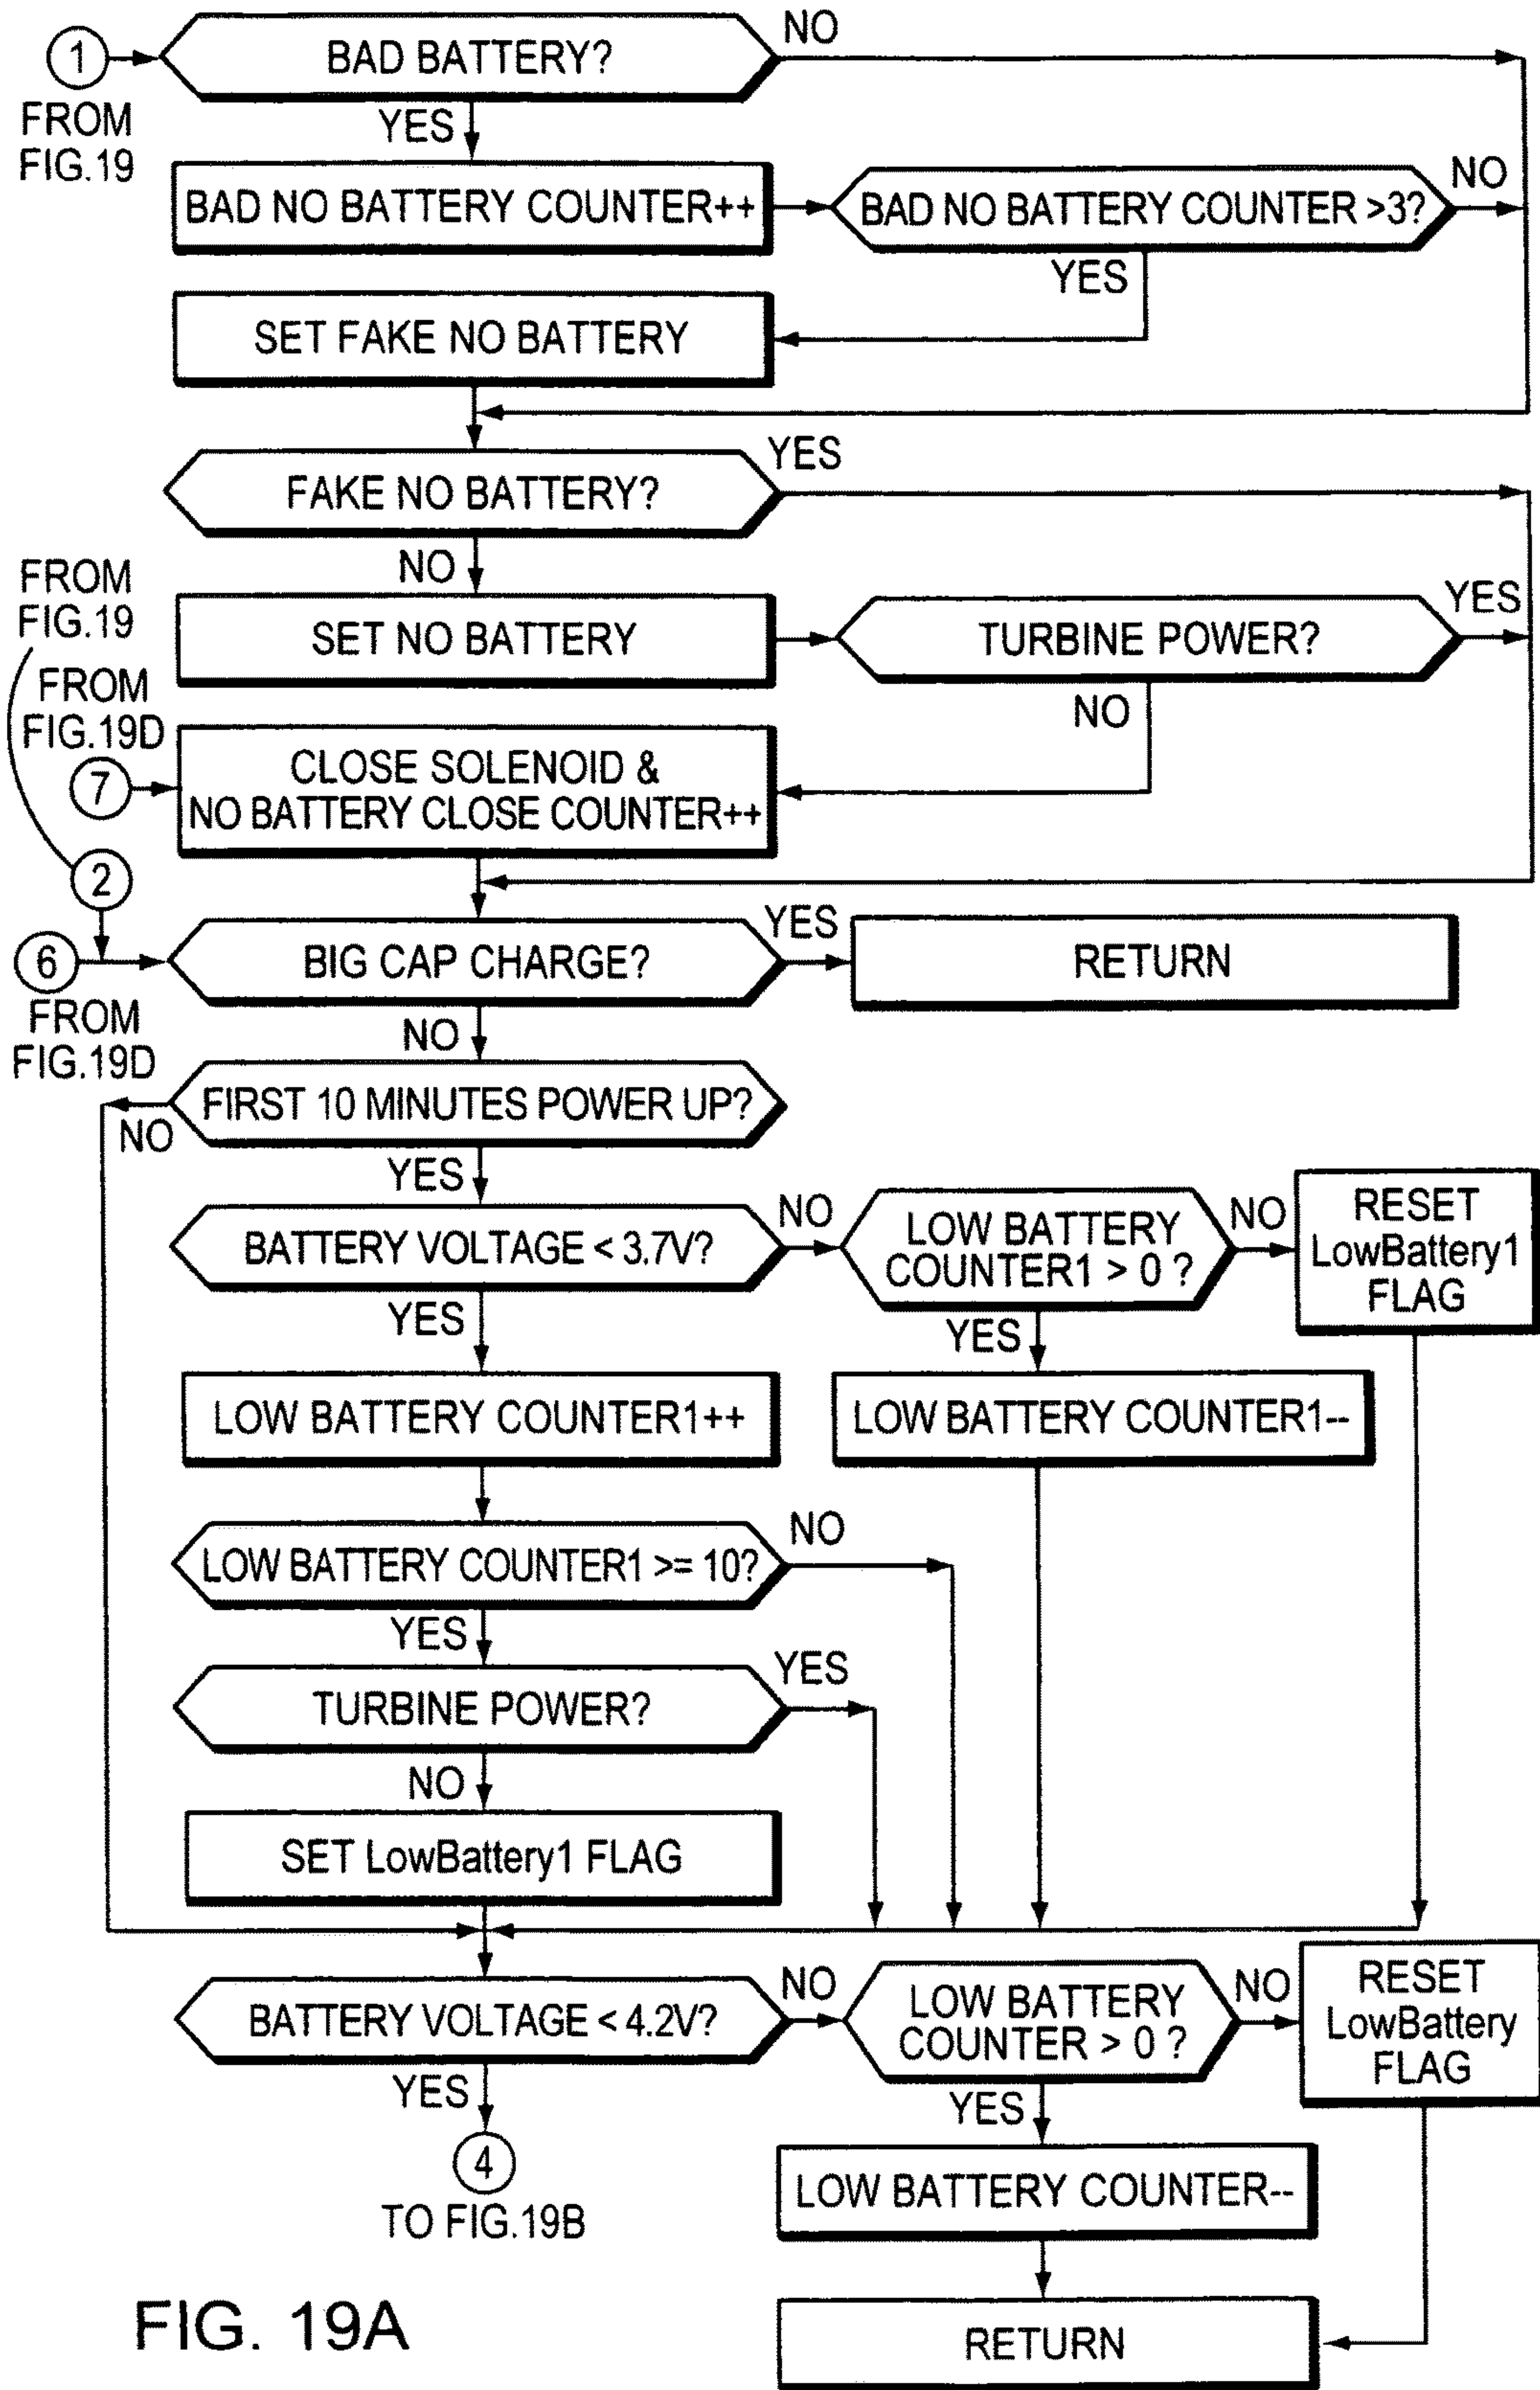 1
BAD BATTERY?
NO
FROM
FIG.19
YES
BAD NO BATTERY COUNTER++
BAD NO BATTERY COUNTER >3?
NO
YES
SET FAKE NO BATTERY
FAKE NO BATTERY?
YES
NO
FROM
FIG.19
SET NO BATTERY
TURBINE POWER?
YES
NO
FROM
FIG.19D
7
CLOSE SOLENOID &
NO BATTERY CLOSE COUNTER++
2
6
FROM
FIG.19D
BIG CAP CHARGE?
YES
RETURN
NO
FIRST 10 MINUTES POWER UP?
NO
YES
BATTERY VOLTAGE < 3.7V?
NO
LOW BATTERY
COUNTER1 > 0 ?
NO
RESET
LowBattery1
FLAG
YES
YES
LOW BATTERY COUNTER1++
LOW BATTERY COUNTER1--
LOW BATTERY COUNTER1 >= 10?
NO
YES
TURBINE POWER?
YES
NO
SET LowBattery1 FLAG
BATTERY VOLTAGE < 4.2V?
NO
LOW BATTERY
COUNTER > 0 ?
NO
RESET
LowBattery
FLAG
YES
YES
4
TO FIG.19B
LOW BATTERY COUNTER--
RETURN
FIG. 19A